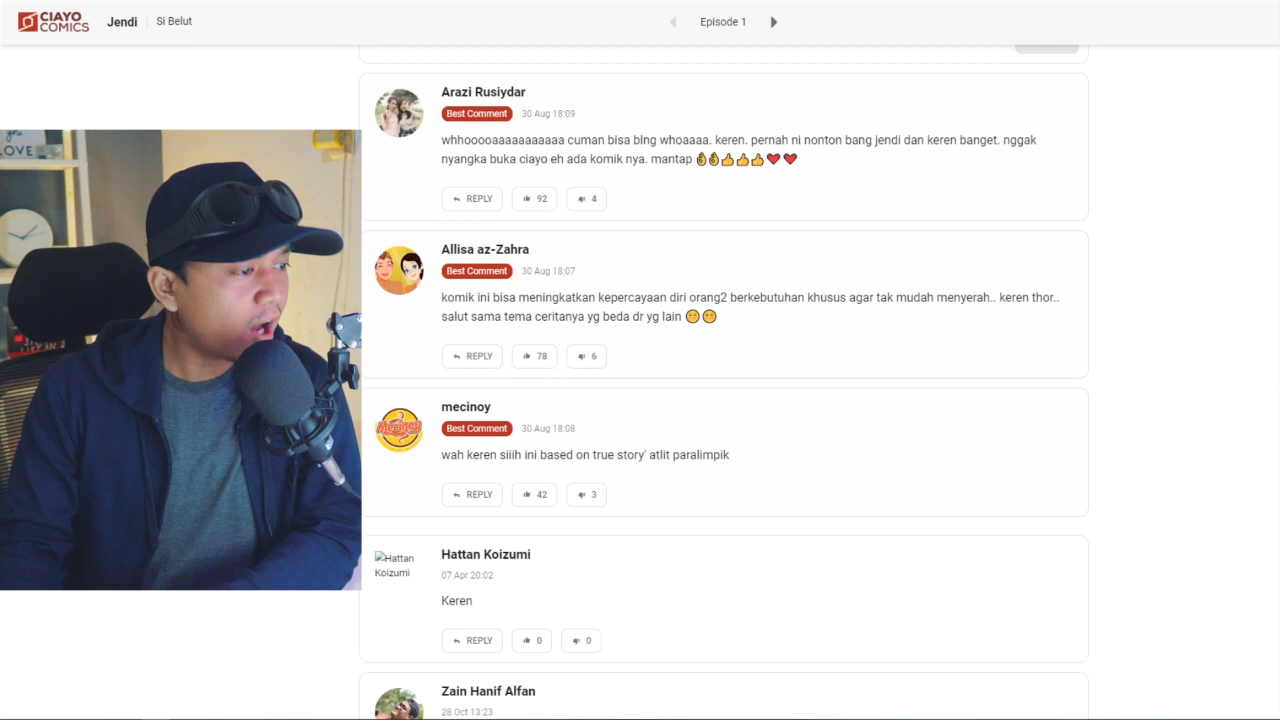 CIAYO
COMICS
Jendi
Si Belut
Episode 1
Arazi Rusiydar
Best Comment
30 Aug 18:09
whhooooaaaaaaaaaaaa cuman bisa blng whoaaaa. keren. pernah ni nonton bang jendi dan keren banget. nggak
nyangka buka ciayo eh ada komik nya. mantap 👌👌👍👍👍❤️❤️
REPLY
92
4
Allisa az-Zahra
Best Comment
30 Aug 18:07
komik ini bisa meningkatkan kepercayaan diri orang2 berkebutuhan khusus agar tak mudah menyerah.. keren thor..
salut sama tema ceritanya yg beda dr yg lain 😁😁
REPLY
78
6
mecinoy
Best Comment
30 Aug 18:08
wah keren siiih ini based on true story' atlit paralimpik
REPLY
42
3
Hattan
Koizumi
Hattan Koizumi
07 Apr 20:02
Keren
REPLY
0
0
Zain Hanif Alfan
28 Oct 13:23
LOVE
Mecinoy